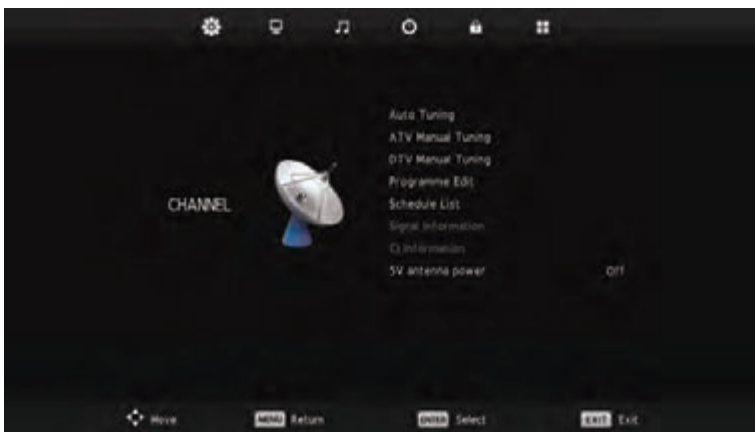 Auto Tuning
ATV Manual Tuning
DTV Manual Tuning
Programme Edit
CHANNEL
Schedule List
Signal Information
CI Information
5V antenna power Off
Move MENU Return ENTER Select EXIT Exit